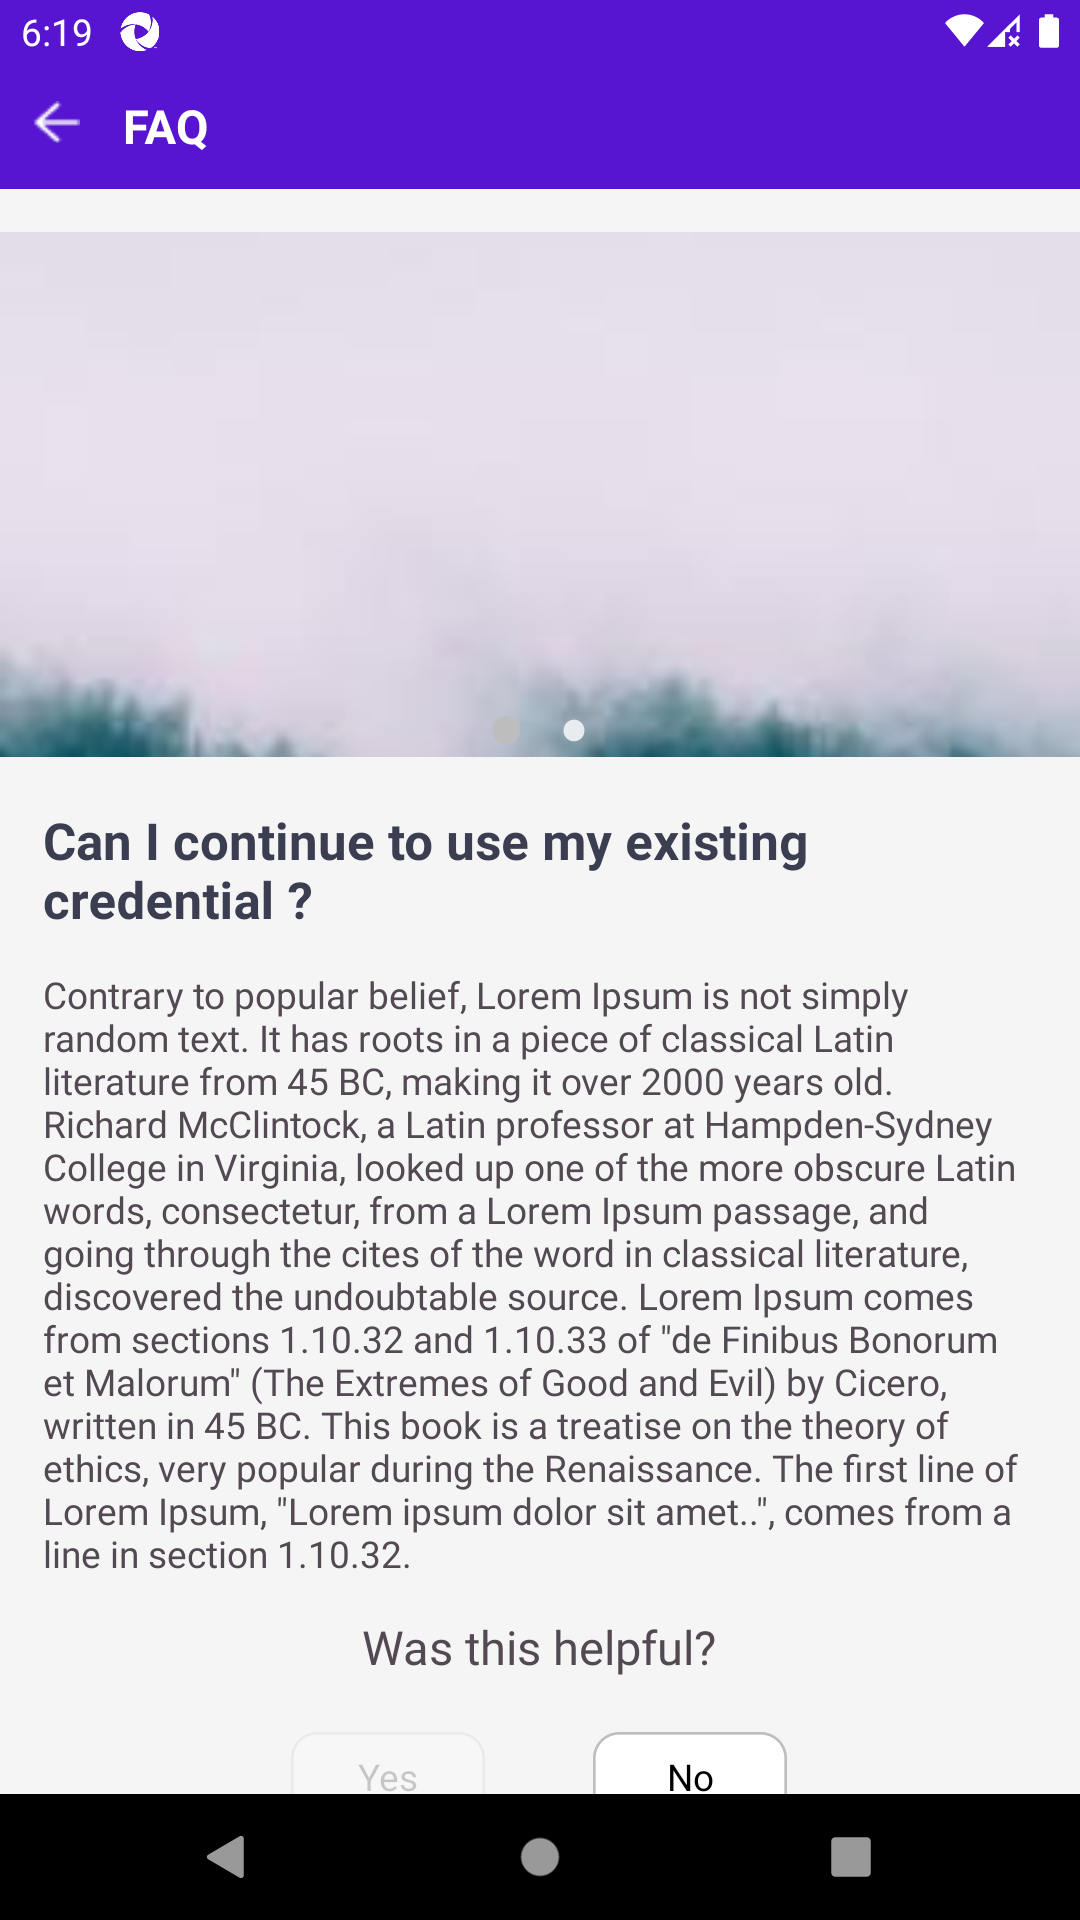 6:19
FAQ
Can I continue to use my existing
credential ?
Contrary to popular belief, Lorem Ipsum is not simply
random text. It has roots in a piece of classical Latin
literature from 45 BC, making it over 2000 years old.
Richard McClintock, a Latin professor at Hampden-Sydney
College in Virginia, looked up one of the more obscure Latin
words, consectetur, from a Lorem Ipsum passage, and
going through the cites of the word in classical literature,
discovered the undoubtable source. Lorem Ipsum comes
from sections 1.10.32 and 1.10.33 of "de Finibus Bonorum
et Malorum" (The Extremes of Good and Evil) by Cicero,
written in 45 BC. This book is a treatise on the theory of
ethics, very popular during the Renaissance. The first line of
Lorem Ipsum, "Lorem ipsum dolor sit amet..", comes from a
line in section 1.10.32.
Was this helpful?
Yes No